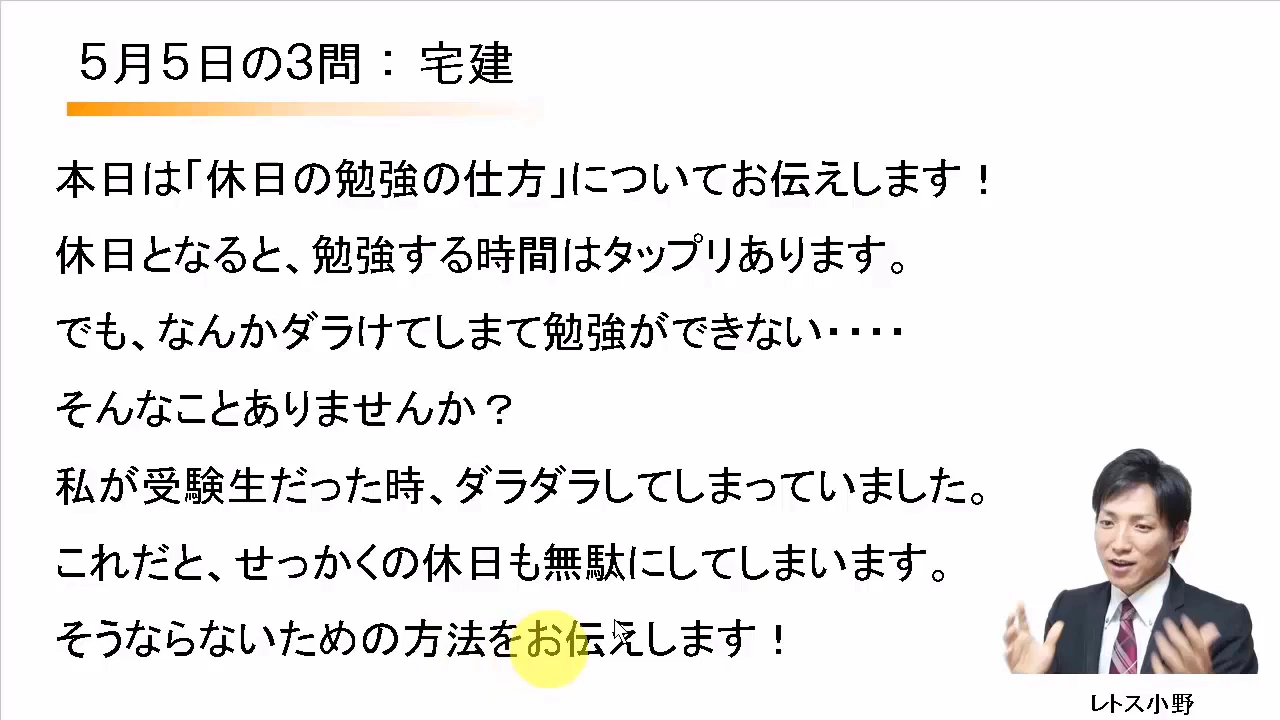 5月5日の3問： 宅建
本日は「休日の勉強の仕方」についてお伝えします！
休日となると、勉強する時間はタップリあります。
でも、なんかダラけてしまて勉強ができない・・・・
そんなことありませんか？
私が受験生だった時、ダラダラしてしまっていました。
これだと、せっかくの休日も無駄にしてしまいます。
そうならないための方法をお伝えします！
レトス小野